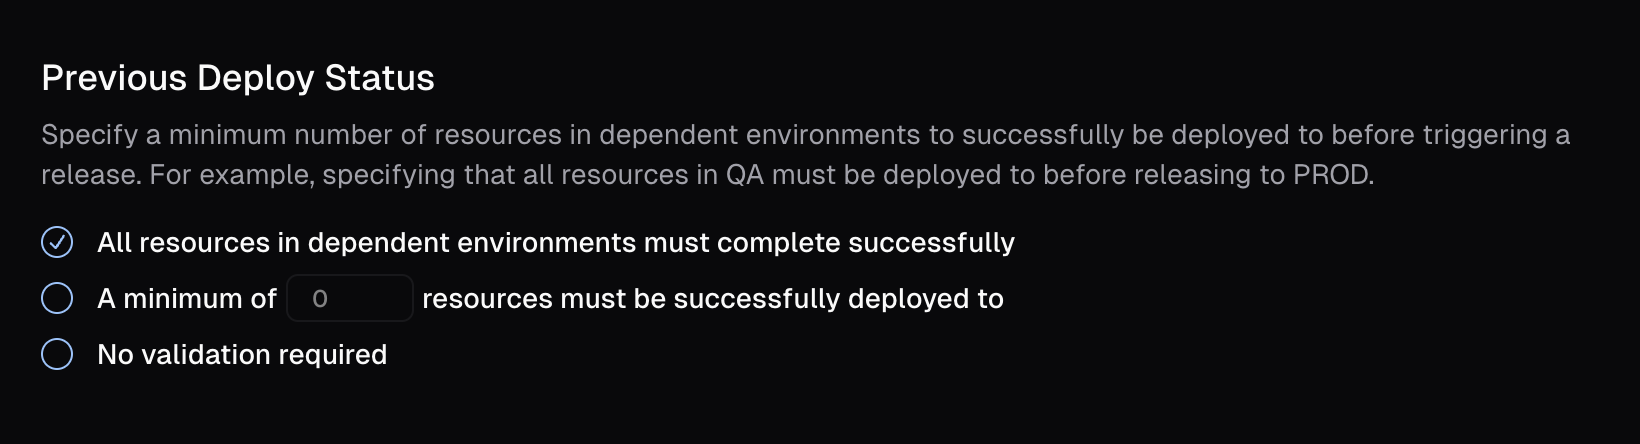 Previous Deploy Status
Specify a minimum number of resources in dependent environments to successfully be deployed to before triggering a
release. For example, specifying that all resources in QA must be deployed to before releasing to PROD.
All resources in dependent environments must complete successfully
A minimum of 0 resources must be successfully deployed to
No validation required